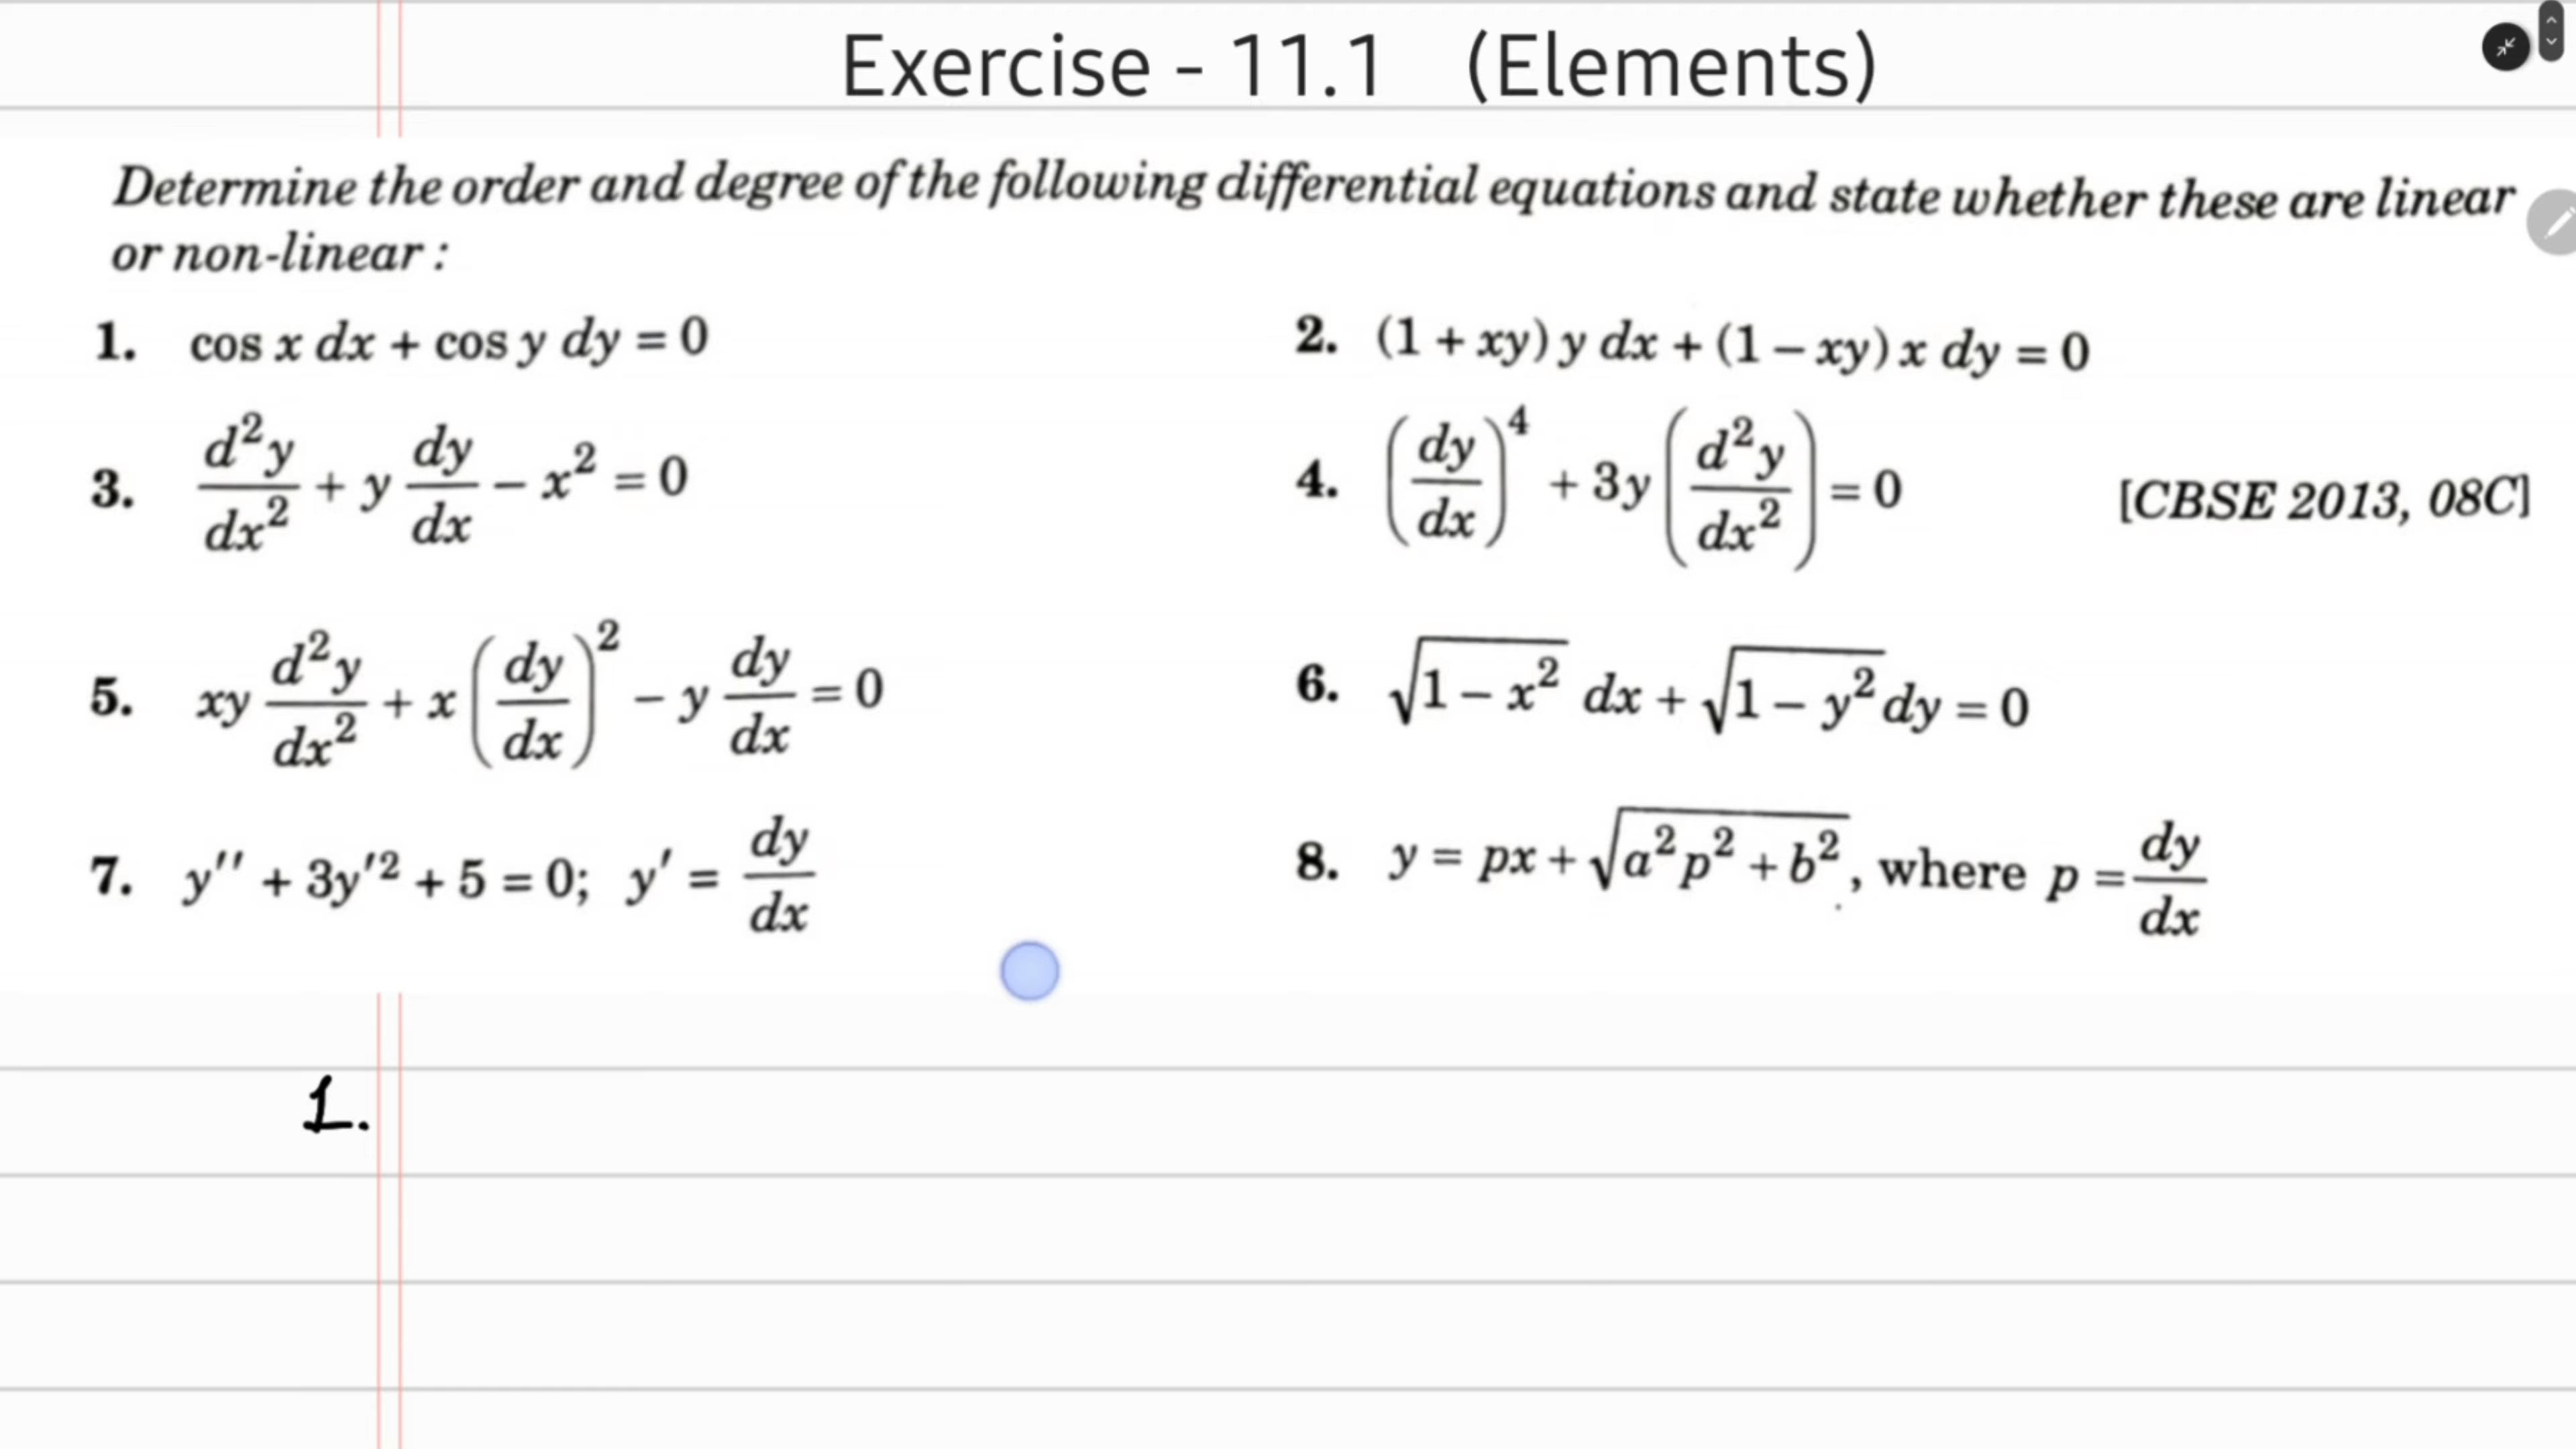 Exercise - 11.1 (Elements)
Determine the order and degree of the following differential equations and state whether these are linear
or non-linear :
1. cos x dx + cos y dy = 0
2. (1 + xy) y dx + (1 – xy) x dy = 0
3. d²y/dx² + y dy/dx – x² = 0
4. (dy/dx)⁴ + 3y (d²y/dx²) = 0 [CBSE 2013, 08C]
5. xy d²y/dx² + x (dy/dx)² – y dy/dx = 0
6. √(1 – x²) dx + √(1 – y²) dy = 0
7. y′′ + 3y′² + 5 = 0; y′ = dy/dx
8. y = px + √(a²p² + b²), where p = dy/dx
1.